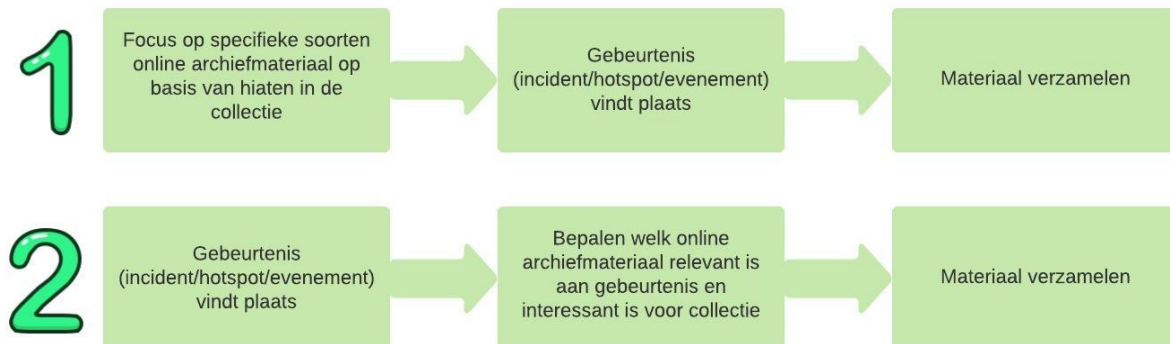 1
Focus op specifieke soorten
online archiefmateriaal op
basis van hiaten in de
collectie
Gebeurtenis
(incident/hotspot/evenement)
vindt plaats
Materiaal verzamelen
2
Gebeurtenis
(incident/hotspot/evenement)
vindt plaats
Bepalen welk online
archiefmateriaal relevant is
aan gebeurtenis en
interessant is voor collectie
Materiaal verzamelen